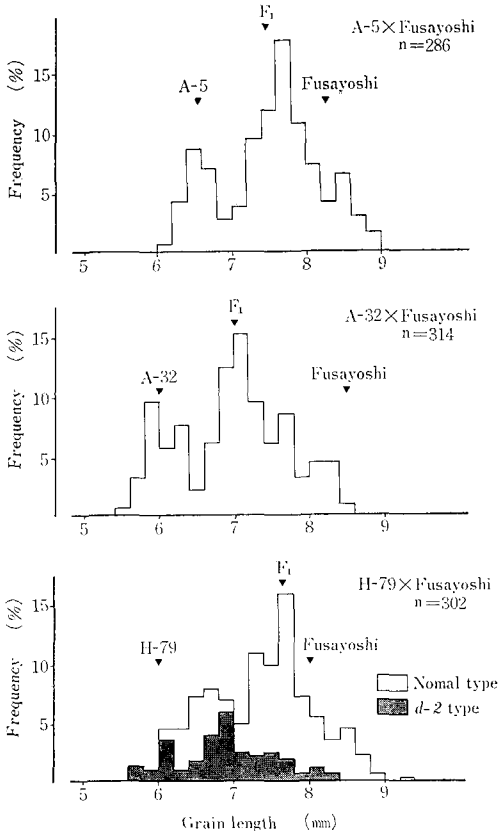 F₁
A-5×Fusayoshi
n=286
Frequency (%)
15
10
5
A-5
Fusayoshi
5 6 7 8 9
F₁
A-32×Fusayoshi
n=314
Frequency (%)
15
10
5
A-32
Fusayoshi
5 6 7 8 9
F₁
H-79×Fusayoshi
n=302
Frequency (%)
15
10
5
H-79
Fusayoshi
Nomal type
d-2 type
5 6 7 8 9
Grain length (mm)